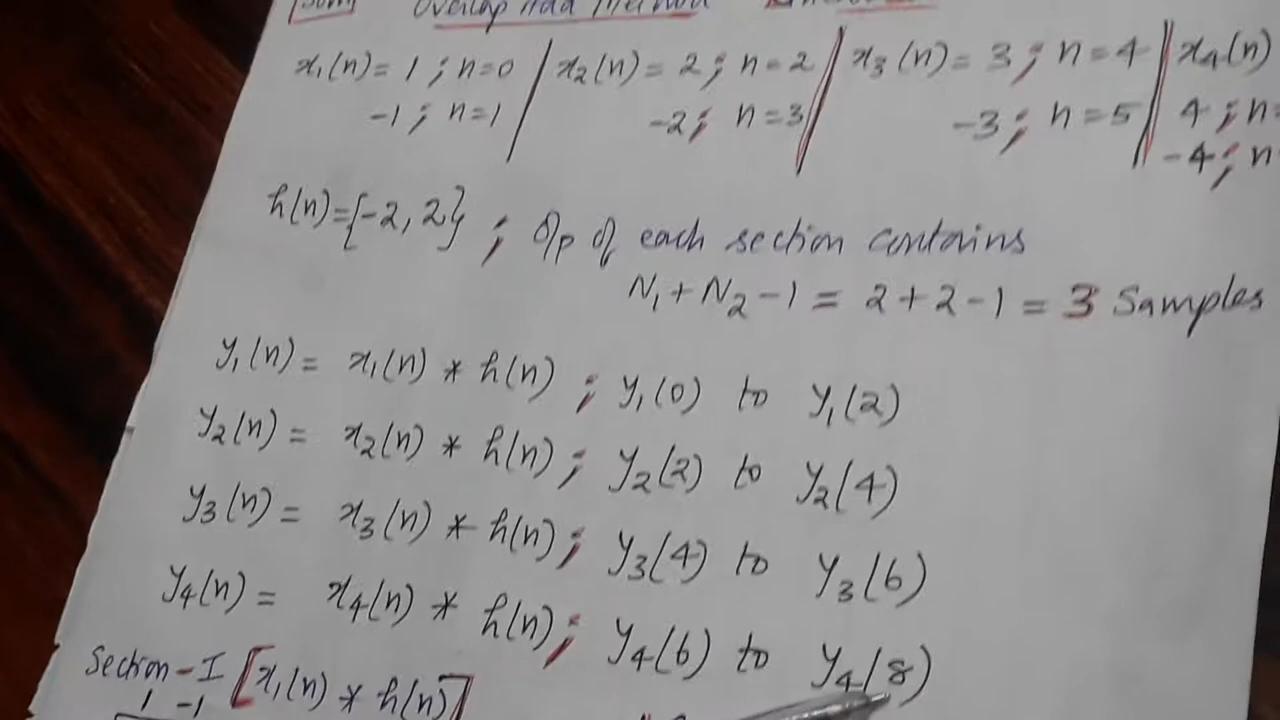 Overlap Add Method
x1(n) = 1 ; n=0 | x2(n) = 2 ; n=2 | x3(n) = 3 ; n=4 || x4(n)
-1 ; n=1 | -2 ; n=3 | -3 ; n=5 || 4 ; n=
-4 ; n
h(n)={-2, 2} ; O/p of each section contains
N1 + N2 - 1 = 2 + 2 - 1 = 3 Samples
y1(n) = x1(n) * h(n) ; y1(0) to y1(2)
y2(n) = x2(n) * h(n) ; y2(2) to y2(4)
y3(n) = x3(n) * h(n) ; y3(4) to y3(6)
y4(n) = x4(n) * h(n) ; y4(6) to y4(8)
Section - I [x1(n) * h(n)]
1 -1